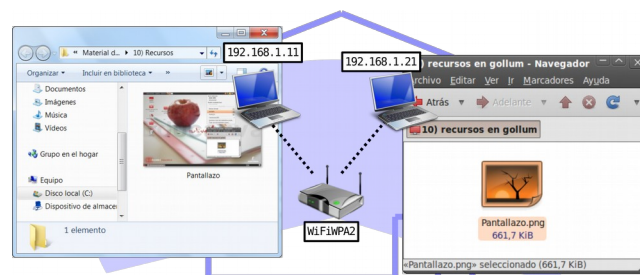 « Material d... ▸ 10) Recursos
192.168.1.11
Organizar Incluir en biblioteca »
Documentos
Imágenes
Música
Vídeos
Grupo en el hogar
Equipo
Disco local (C:)
Dispositivo de almacen
Pantallazo
1 elemento
WiFiWPA2
192.168.1.21
) recursos en gollum - Navegador
rchivo Editar Ver Ir Marcadores Ayuda
Atrás Adelante
10) recursos en gollum
Pantallazo.png
661,7 KiB
«Pantallazo.png» seleccionado (661,7 KiB)